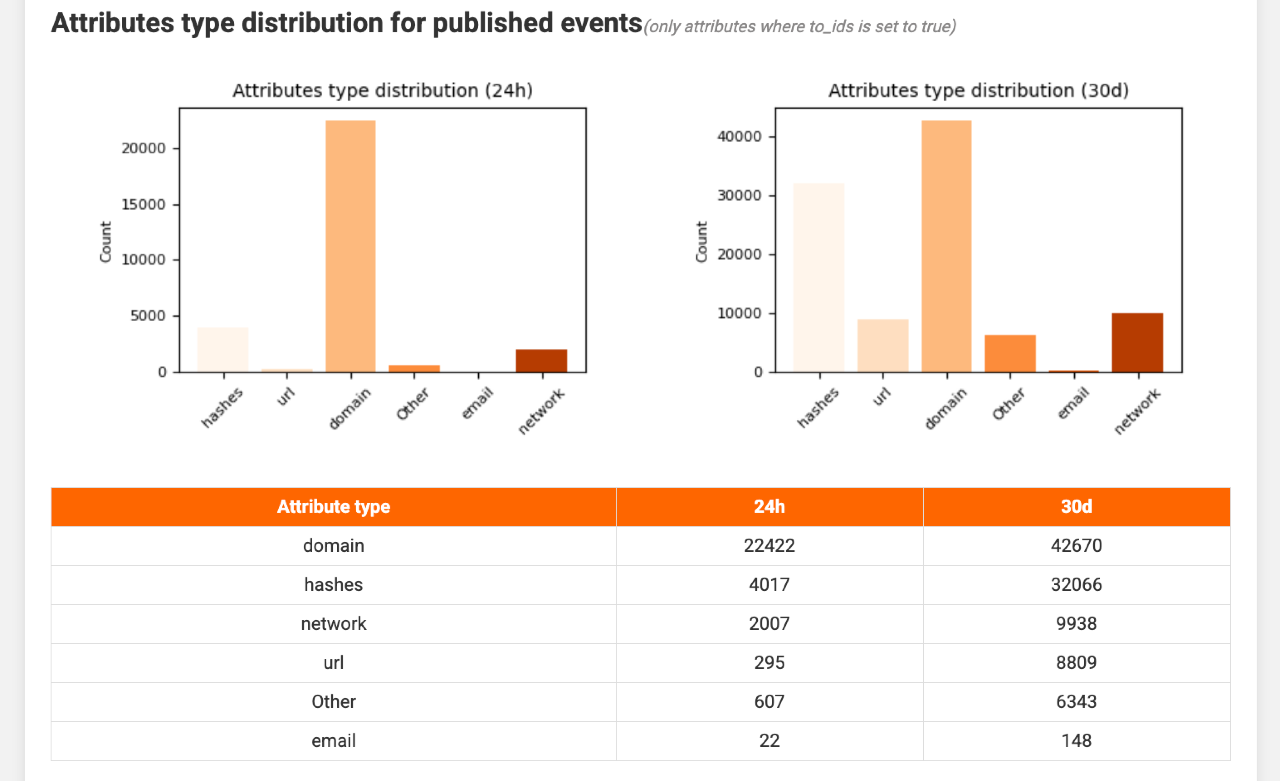 Attributes type distribution for published events(only attributes where to_ids is set to true)
Attributes type distribution (24h)
Count
20000
15000
10000
5000
0
hashes
url
domain
Other
email
network
Attributes type distribution (30d)
Count
40000
30000
20000
10000
0
hashes
url
domain
Other
email
network
Attribute type 24h 30d
domain 22422 42670
hashes 4017 32066
network 2007 9938
url 295 8809
Other 607 6343
email 22 148